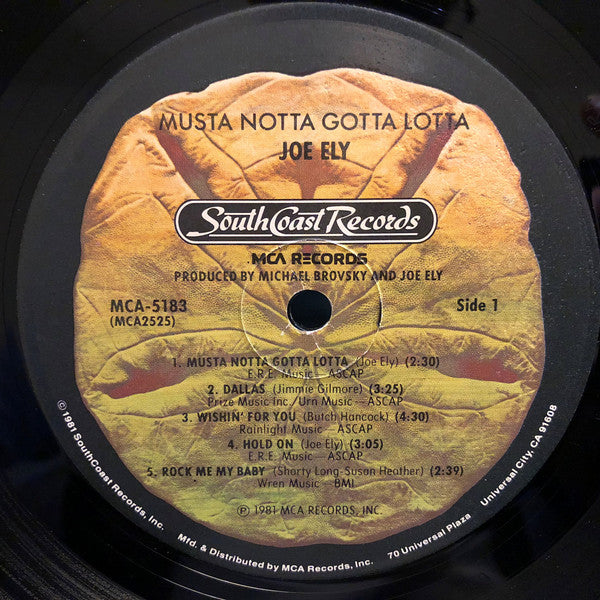 MUSTA NOTTA GOTTA LOTTA
JOE ELY
SouthCoast Records
MCA RECORDS
PRODUCED BY MICHAEL BROVSKY AND JOE ELY
MCA-5183
(MCA2525)
Side 1
1. MUSTA NOTTA GOTTA LOTTA (Joe Ely) (2:30)
E.R.E. Music – ASCAP
2. DALLAS (Jimmie Gilmore) (3:25)
Prize Music Inc./Urn Music – ASCAP
3. WISHIN' FOR YOU (Butch Hancock) (4:30)
Rainlight Music – ASCAP
4. HOLD ON (Joe Ely) (3:05)
E.R.E. Music – ASCAP
5. ROCK ME MY BABY (Shorty Long-Susan Heather) (2:39)
Wren Music – BMI
℗ 1981 MCA RECORDS, INC.
© 1981 SouthCoast Records, Inc. Mfd. & Distributed by MCA Records, Inc. 70 Universal Plaza Universal City, CA 91608